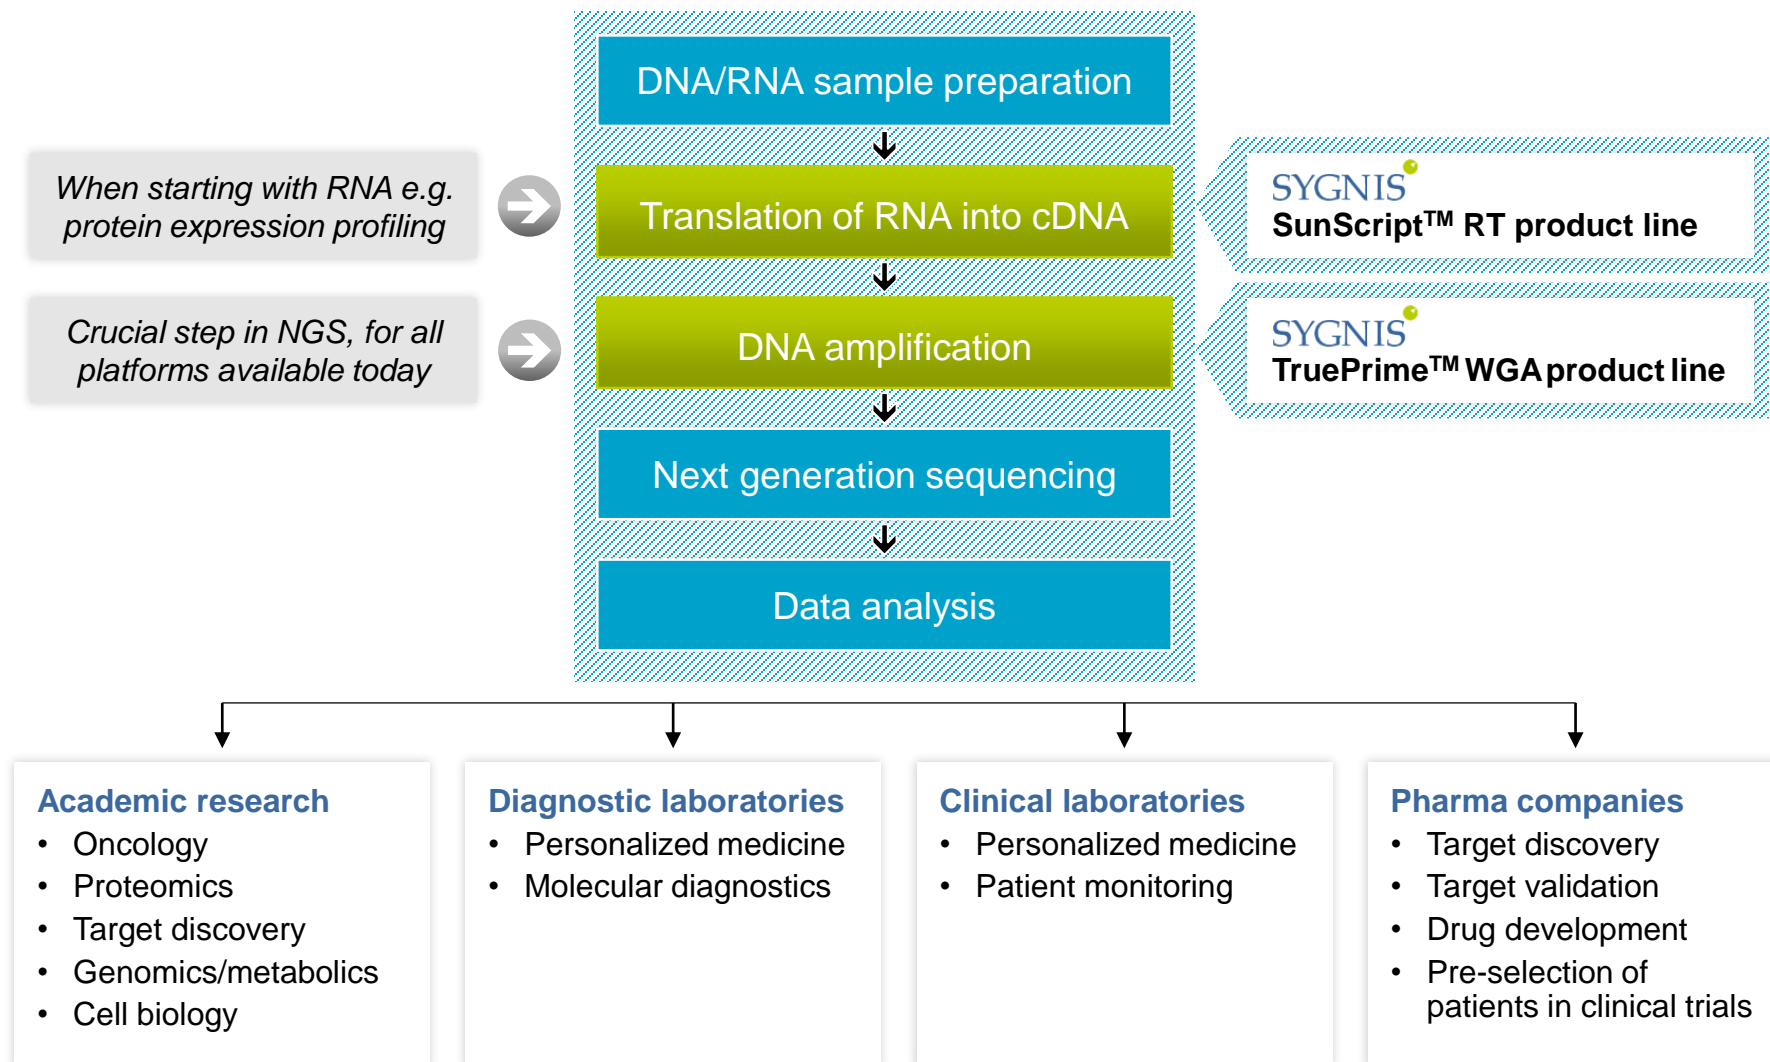 DNA/RNA sample preparation
When starting with RNA e.g.
protein expression profiling
Translation of RNA into cDNA
SYGNIS
SunScript™ RT product line
Crucial step in NGS, for all
platforms available today
DNA amplification
SYGNIS
TruePrime™ WGA product line
Next generation sequencing
Data analysis
Academic research
• Oncology
• Proteomics
• Target discovery
• Genomics/metabolics
• Cell biology
Diagnostic laboratories
• Personalized medicine
• Molecular diagnostics
Clinical laboratories
• Personalized medicine
• Patient monitoring
Pharma companies
• Target discovery
• Target validation
• Drug development
• Pre-selection of
patients in clinical trials